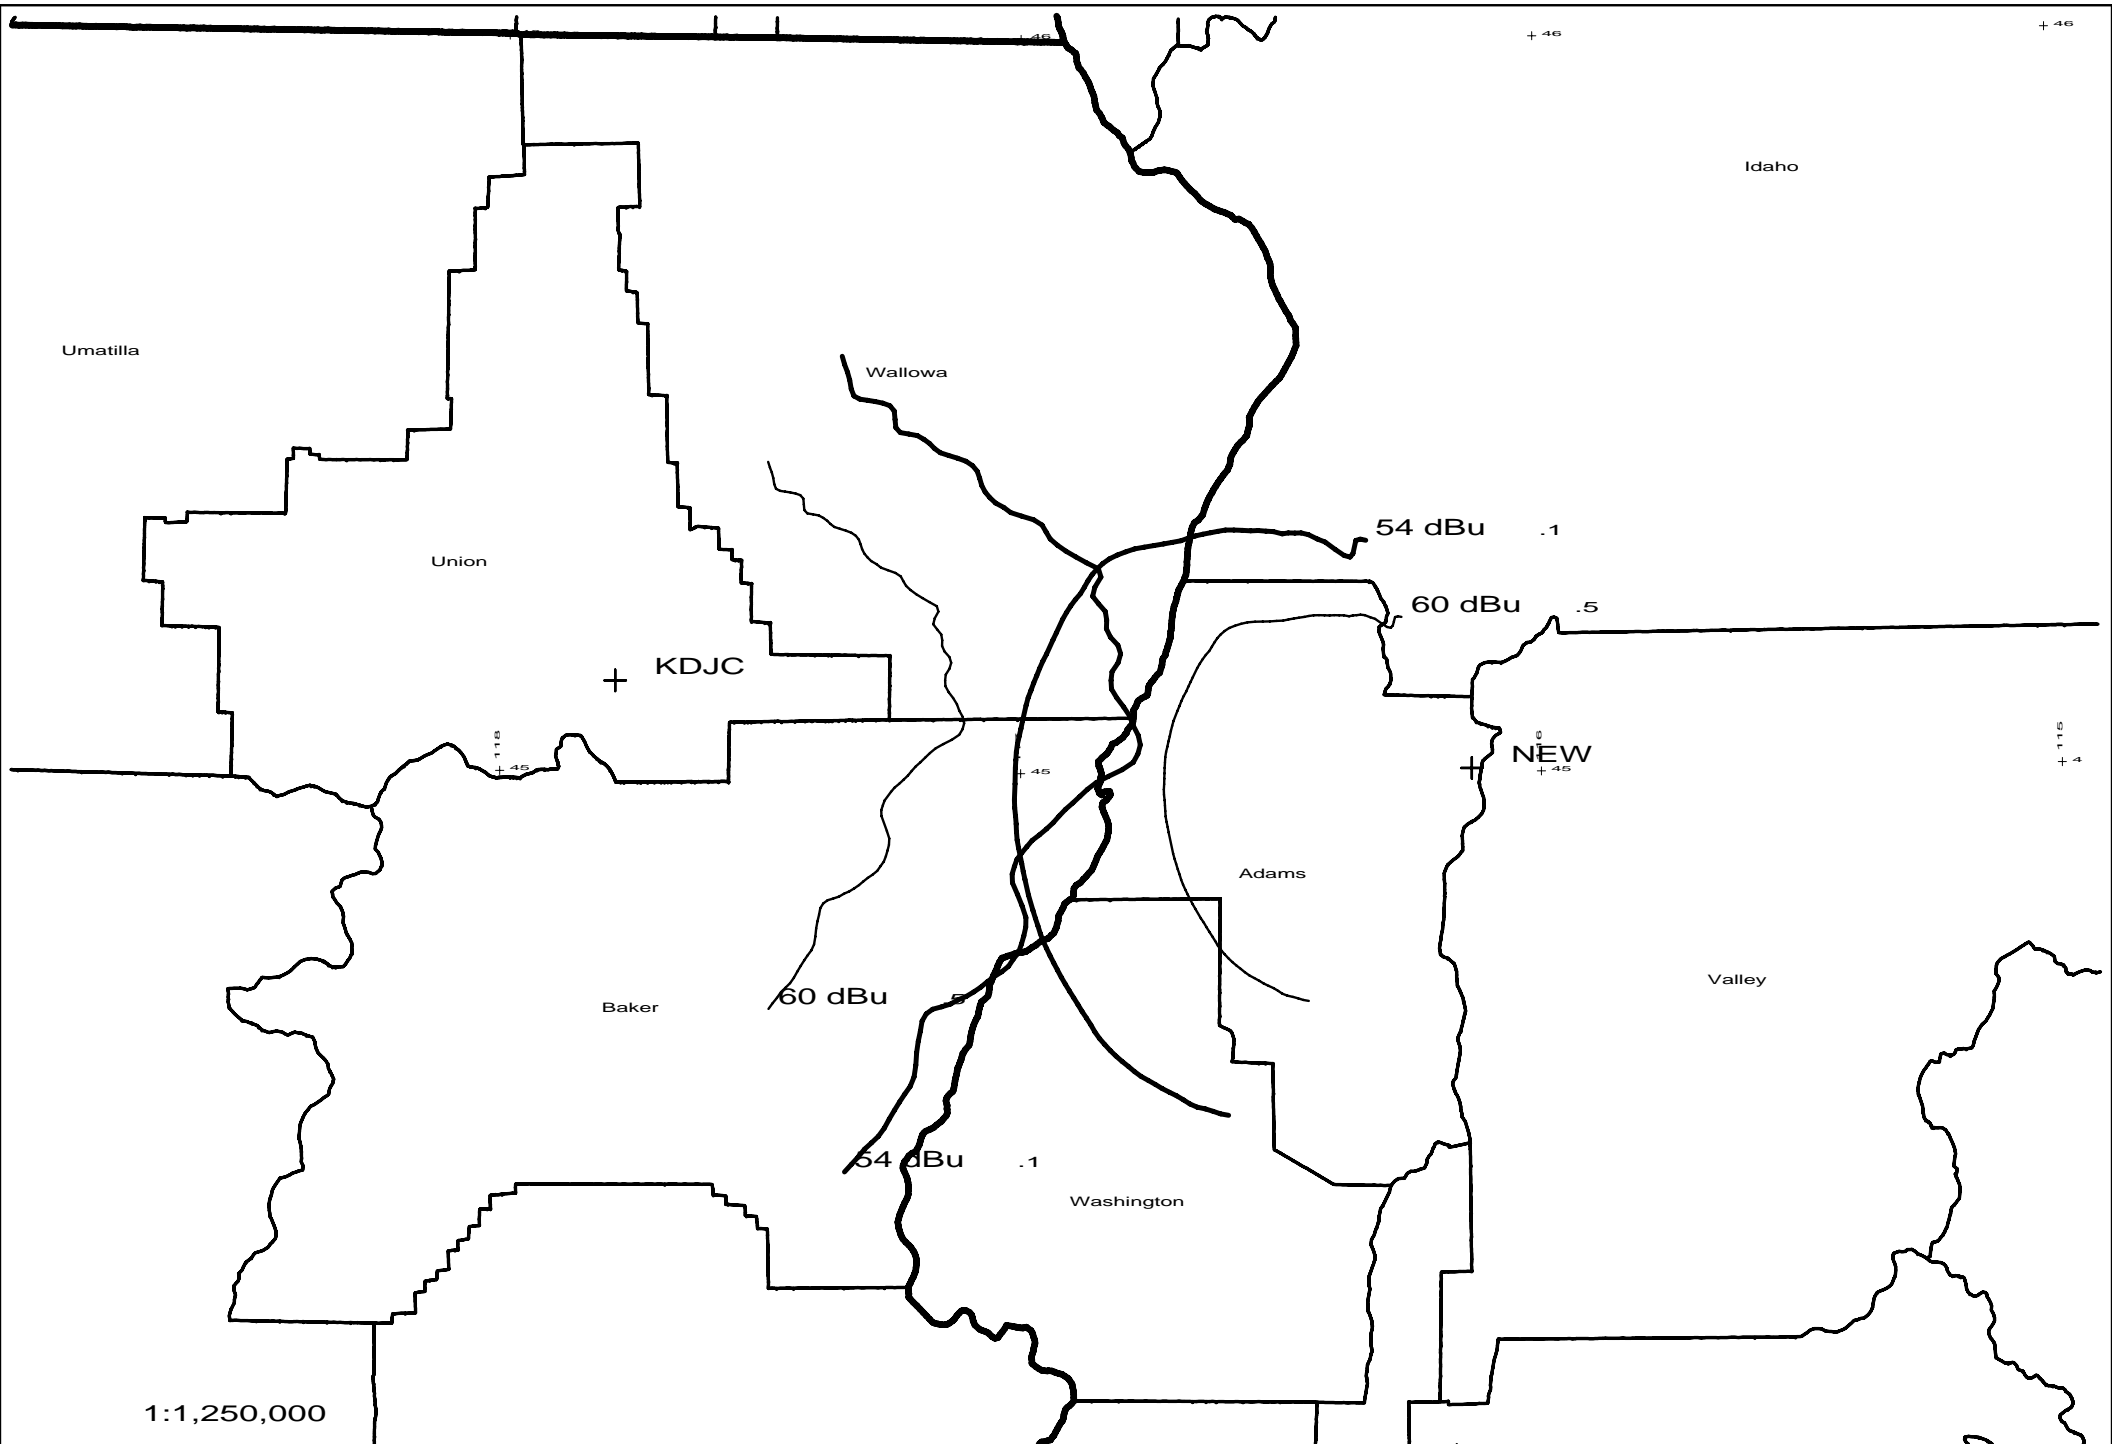 46
46
46
Idaho
Umatilla
Wallowa
54 dBu .1
Union
60 dBu .5
KDJC
118
45
45
NEW
45
115
4
Adams
Valley
60 dBu .5
Baker
54 dBu .1
Washington
1:1,250,000